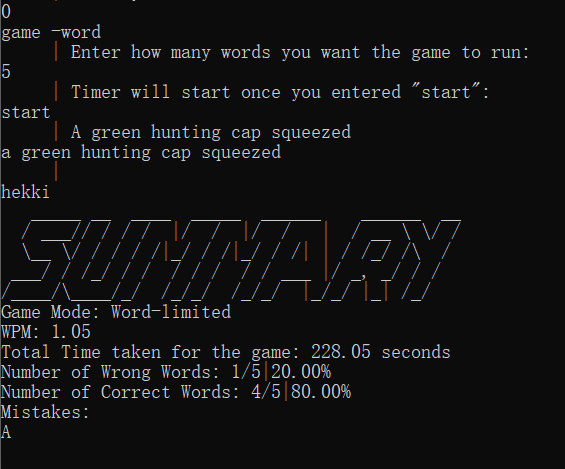 0
game -word
| Enter how many words you want the game to run:
5
| Timer will start once you entered "start":
start
| A green hunting cap squeezed
a green hunting cap squeezed
|
hekki
SUMMARY
Game Mode: Word-limited
WPM: 1.05
Total Time taken for the game: 228.05 seconds
Number of Wrong Words: 1/5|20.00%
Number of Correct Words: 4/5|80.00%
Mistakes:
A